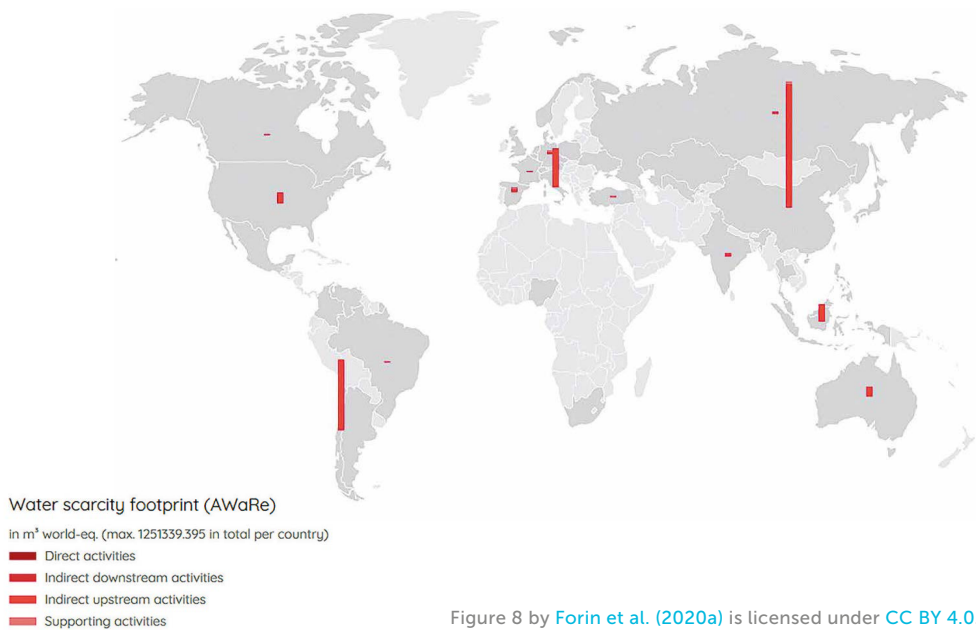 Water scarcity footprint (AWaRe)
in m³ world-eq. (max. 1251339.395 in total per country)
Direct activities
Indirect downstream activities
Indirect upstream activities
Supporting activities
Figure 8 by Forin et al. (2020a) is licensed under CC BY 4.0